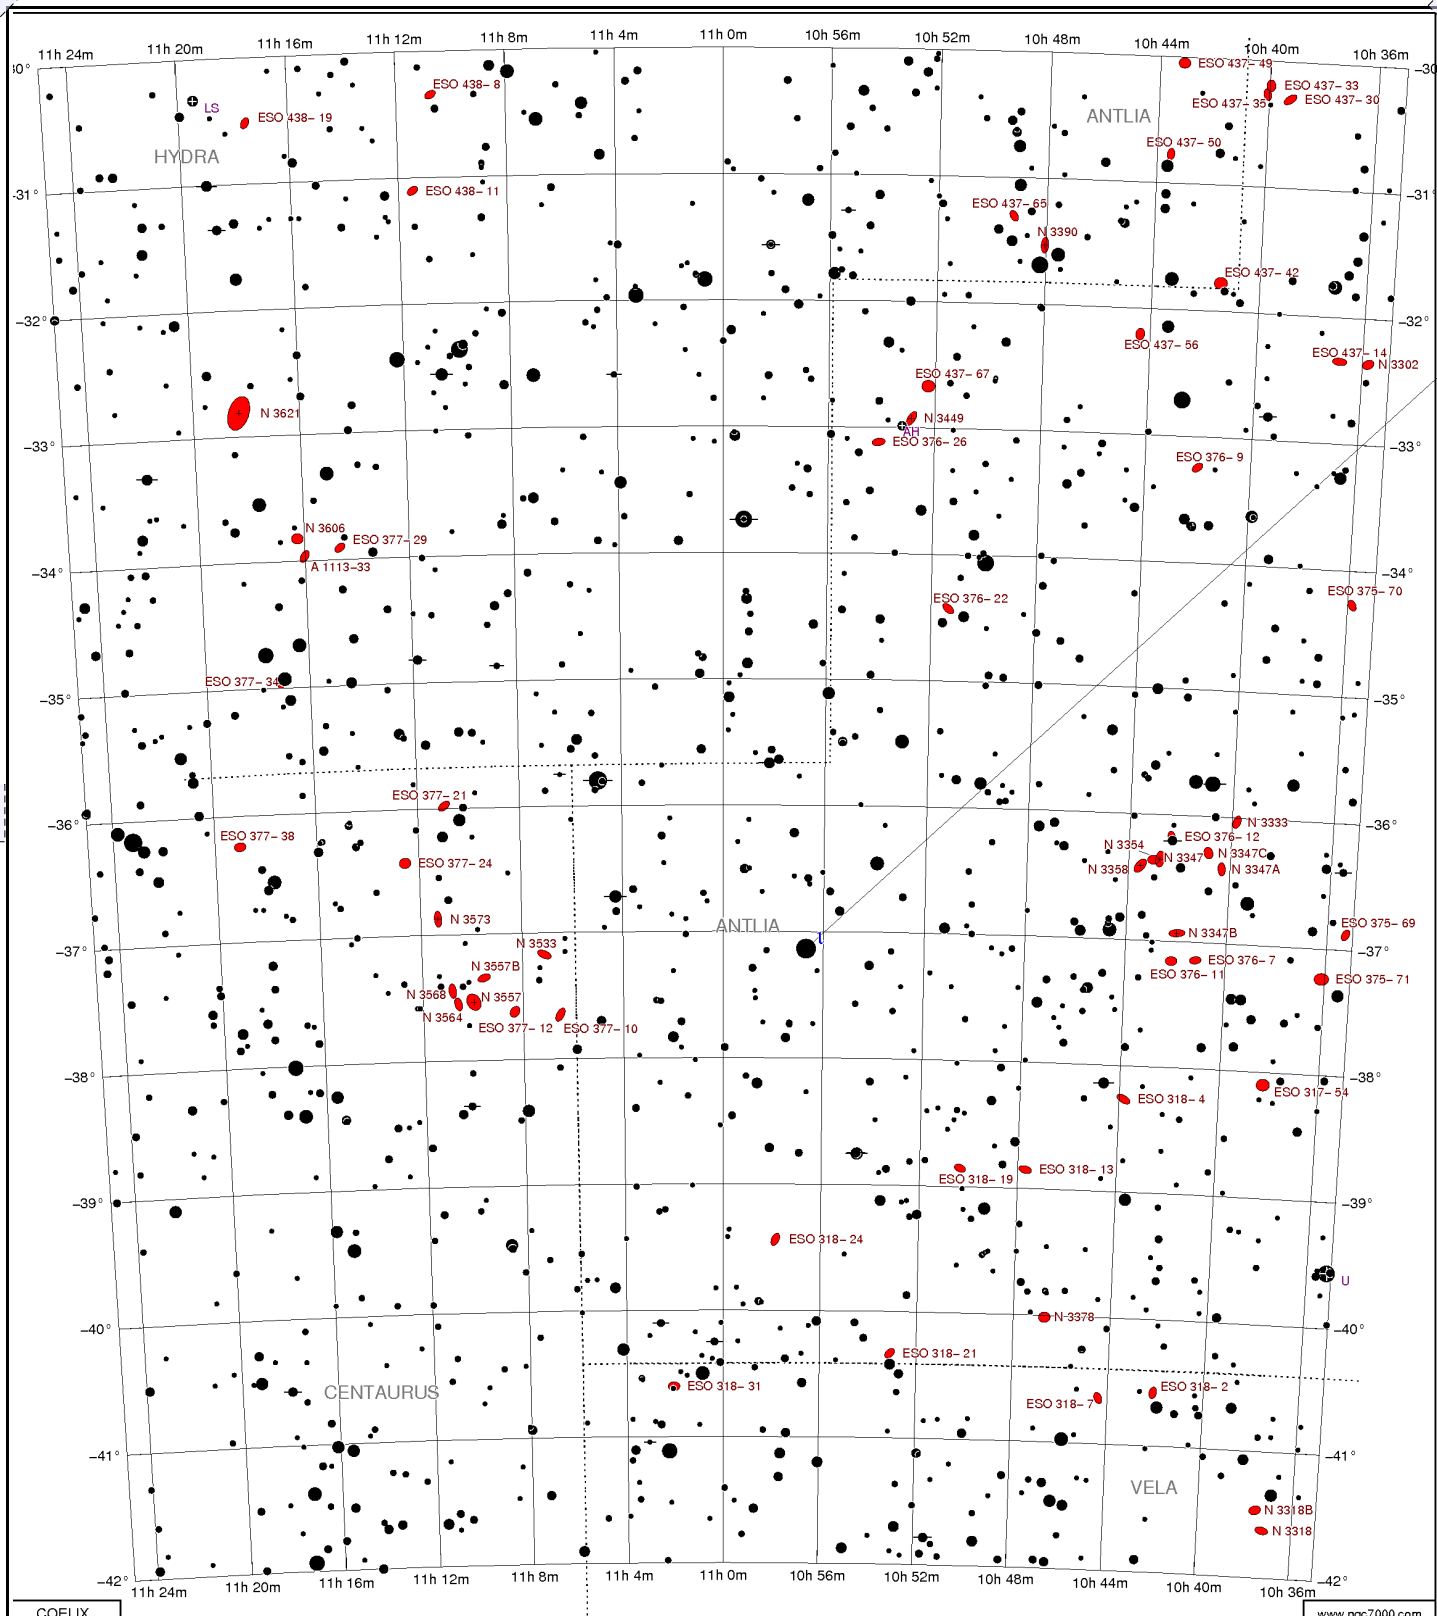 11h 24m 11h 20m 11h 16m 11h 12m 11h 8m 11h 4m 11h 0m 10h 56m 10h 52m 10h 48m 10h 44m 10h 40m 10h 36m
30° -30
ESO 437-49
ESO 438-8
ESO 437-33
ESO 437-35
ESO 437-30
LS
ESO 438-19
ANTLIA
ESO 437-50
HYDRA
-31° -31°
ESO 438-11
ESO 437-65
N 3390
ESO 437-42
-32° -32°
ESO 437-56
ESO 437-14
N 3302
ESO 437-67
N 3621
N 3449
AH
ESO 376-26
-33° -33°
ESO 376-9
N 3606
ESO 377-29
A 1113-33
-34° -34°
ESO 376-22
ESO 375-70
ESO 377-34
-35° -35°
ESO 377-21
-36° -36°
N 3333
ESO 377-38
ESO 376-12
N 3354
N 3347
N 3347C
ESO 377-24
N 3358
N 3347A
N 3573
ANTLIA
ι
N 3347B
ESO 375-69
-37° -37°
N 3533
N 3557B
ESO 376-7
ESO 376-11
ESO 375-71
N 3568
N 3557
N 3564
ESO 377-12
ESO 377-10
-38° -38°
ESO 317-54
ESO 318-4
ESO 318-13
ESO 318-19
-39° -39°
ESO 318-24
U
N 3378
-40° -40°
ESO 318-21
ESO 318-31
ESO 318-2
CENTAURUS
ESO 318-7
-41° -41°
VELA
N 3318B
N 3318
-42° -42°
11h 24m 11h 20m 11h 16m 11h 12m 11h 8m 11h 4m 11h 0m 10h 56m 10h 52m 10h 48m 10h 44m 10h 40m 10h 36m
COELIX www.ngc7000.com